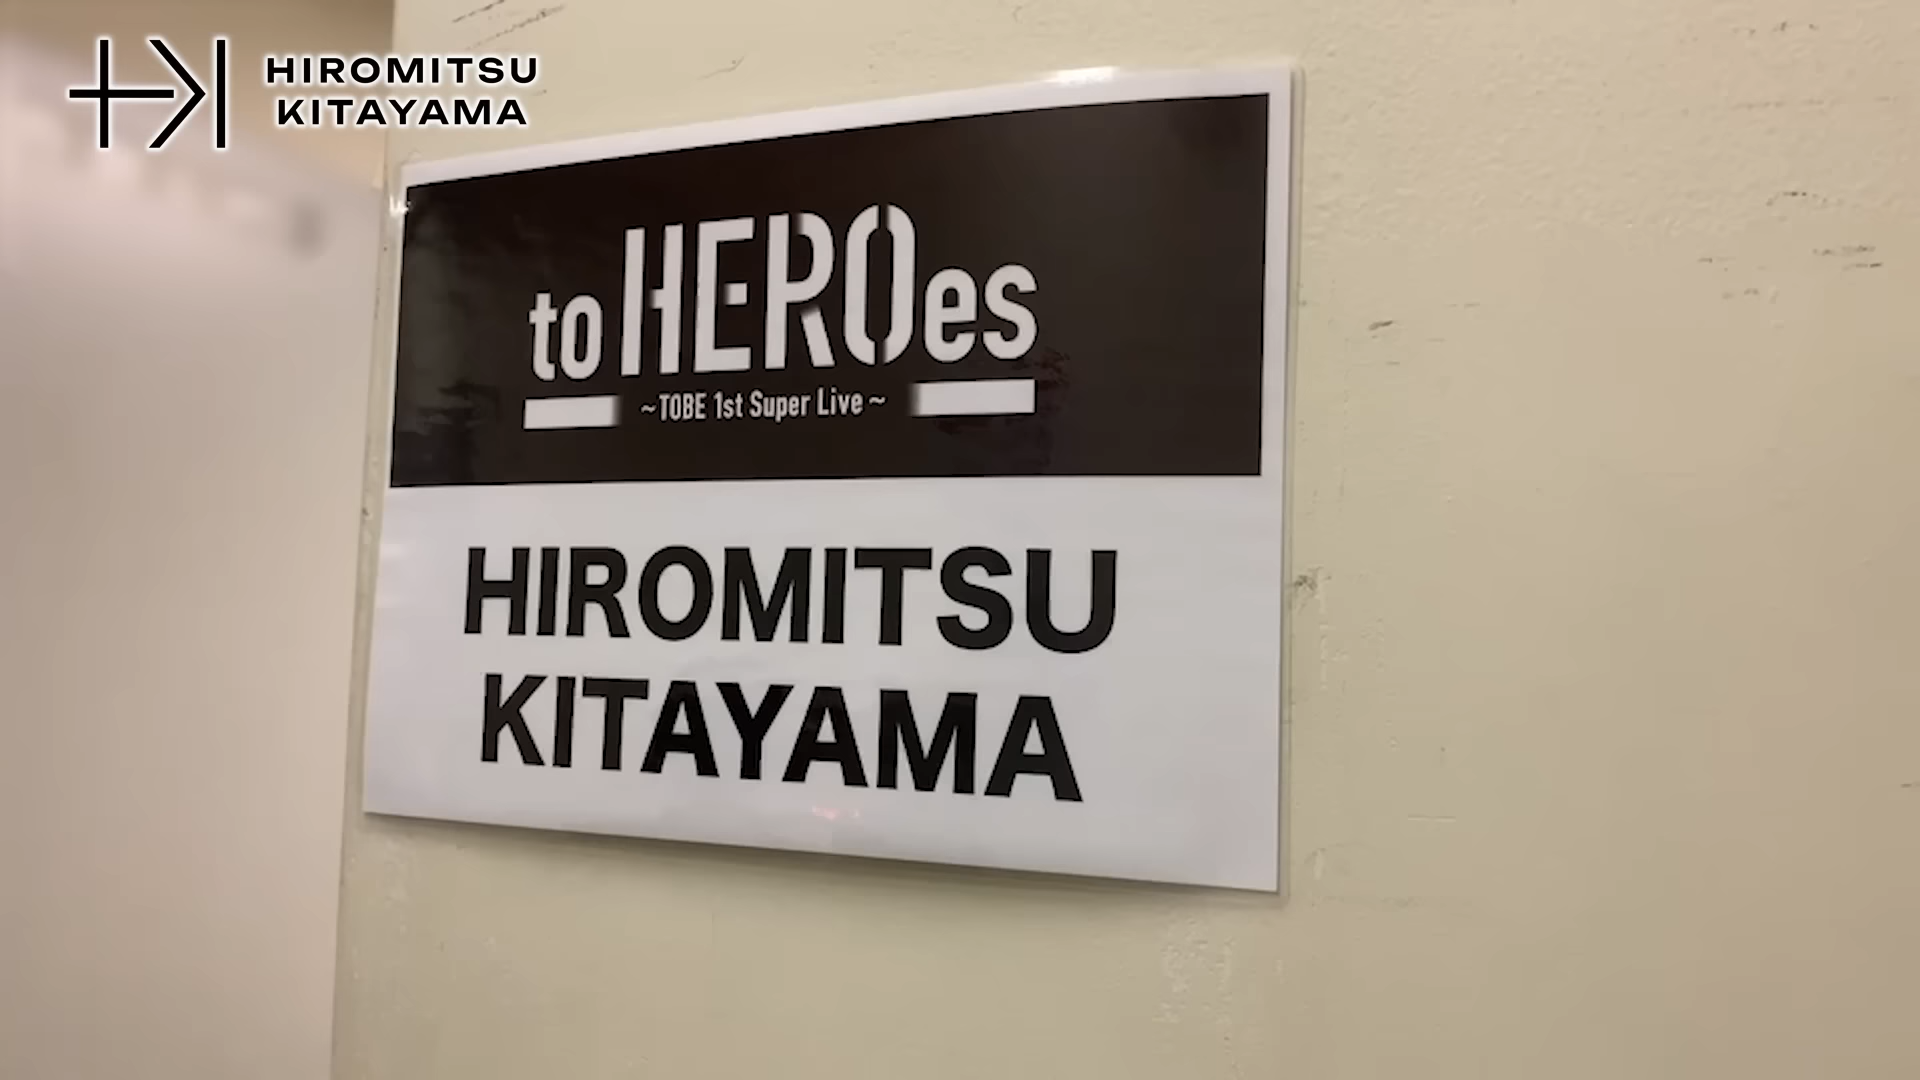 HIROMITSU
KITAYAMA
to HEROes
~TOBE 1st Super Live~
HIROMITSU
KITAYAMA